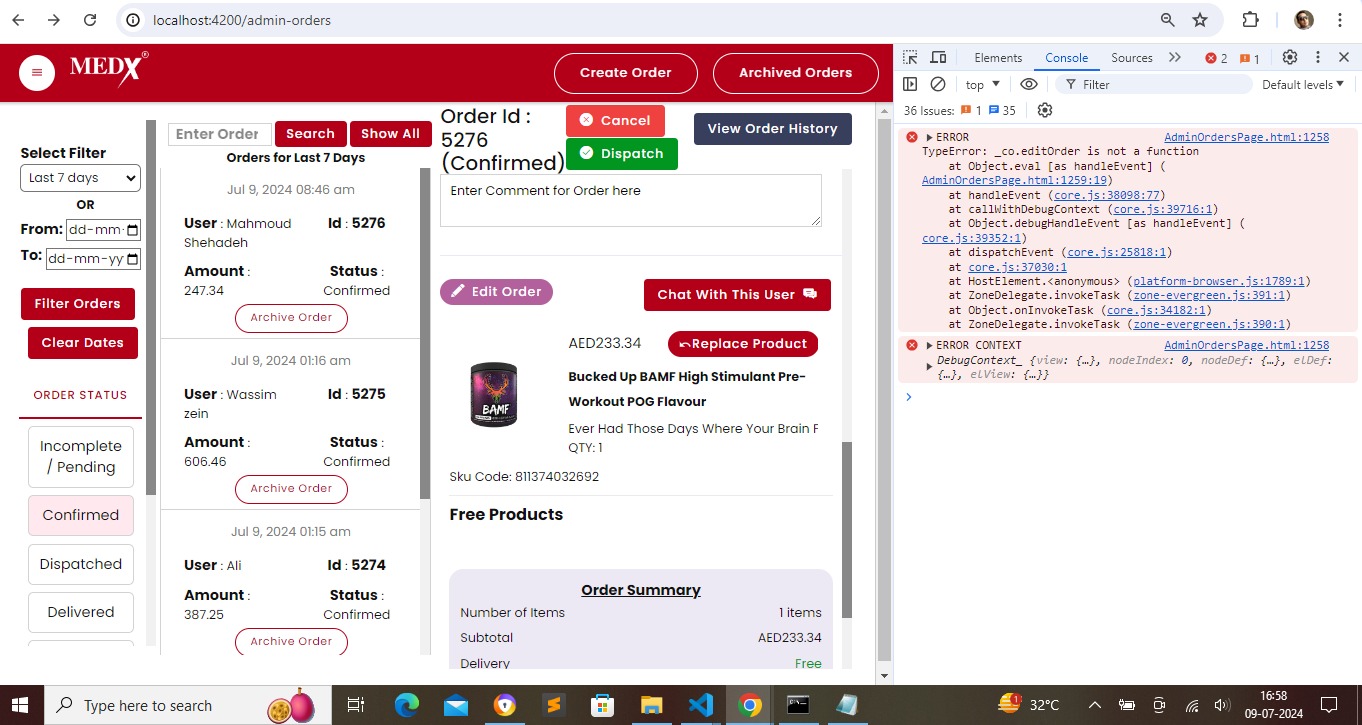 localhost:4200/admin-orders
MEDX®
Create Order
Archived Orders
Select Filter
Last 7 days
OR
From: dd-mm-
To: dd-mm-yy
Filter Orders
Clear Dates
ORDER STATUS
Incomplete
/ Pending
Confirmed
Dispatched
Delivered
Enter Order
Search
Show All
Orders for Last 7 Days
Jul 9, 2024 08:46 am
User : Mahmoud
Shehadeh
Id : 5276
Amount :
247.34
Status :
Confirmed
Archive Order
Jul 9, 2024 01:16 am
User : Wassim
zein
Id : 5275
Amount :
606.46
Status :
Confirmed
Archive Order
Jul 9, 2024 01:15 am
User : Ali
Id : 5274
Amount :
387.25
Status :
Confirmed
Archive Order
Order Id :
5276
(Confirmed)
Cancel
Dispatch
View Order History
Enter Comment for Order here
Edit Order
Chat With This User
AED233.34
Replace Product
Bucked Up BAMF High Stimulant Pre-
Workout POG Flavour
BAMF
Ever Had Those Days Where Your Brain F
QTY: 1
Sku Code: 811374032692
Free Products
Order Summary
Number of Items 1 items
Subtotal AED233.34
Delivery Free
Elements Console Sources 2 1
top Filter Default levels
36 Issues: 1 35
ERROR AdminOrdersPage.html:1258
TypeError: _co.editOrder is not a function
at Object.eval [as handleEvent] (
AdminOrdersPage.html:1259:19)
at handleEvent (core.js:38098:77)
at callWithDebugContext (core.js:39716:1)
at Object.debugHandleEvent [as handleEvent] (
core.js:39352:1)
at dispatchEvent (core.js:25818:1)
at core.js:37030:1
at HostElement.<anonymous> (platform-browser.js:1789:1)
at ZoneDelegate.invokeTask (zone-evergreen.js:391:1)
at Object.onInvokeTask (core.js:34182:1)
at ZoneDelegate.invokeTask (zone-evergreen.js:390:1)
ERROR CONTEXT AdminOrdersPage.html:1258
DebugContext_ {view: {…}, nodeIndex: 0, nodeDef: {…}, elDef:
{…}, elView: {…}}
Type here to search
1
32°C
16:58
09-07-2024